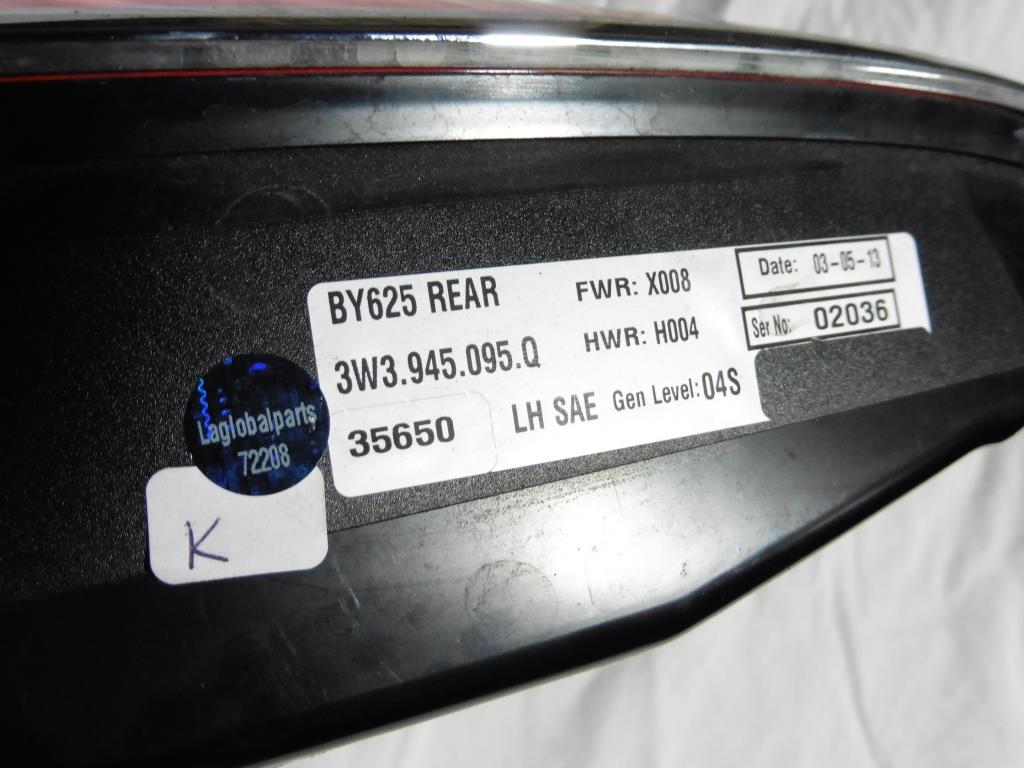 BY625 REAR
FWR: X008
Date: 03-05-13
3W3.945.095.Q
HWR: H004
Ser No: 02036
35650
LH SAE Gen Level: 04S
Laglobalparts
72208
K